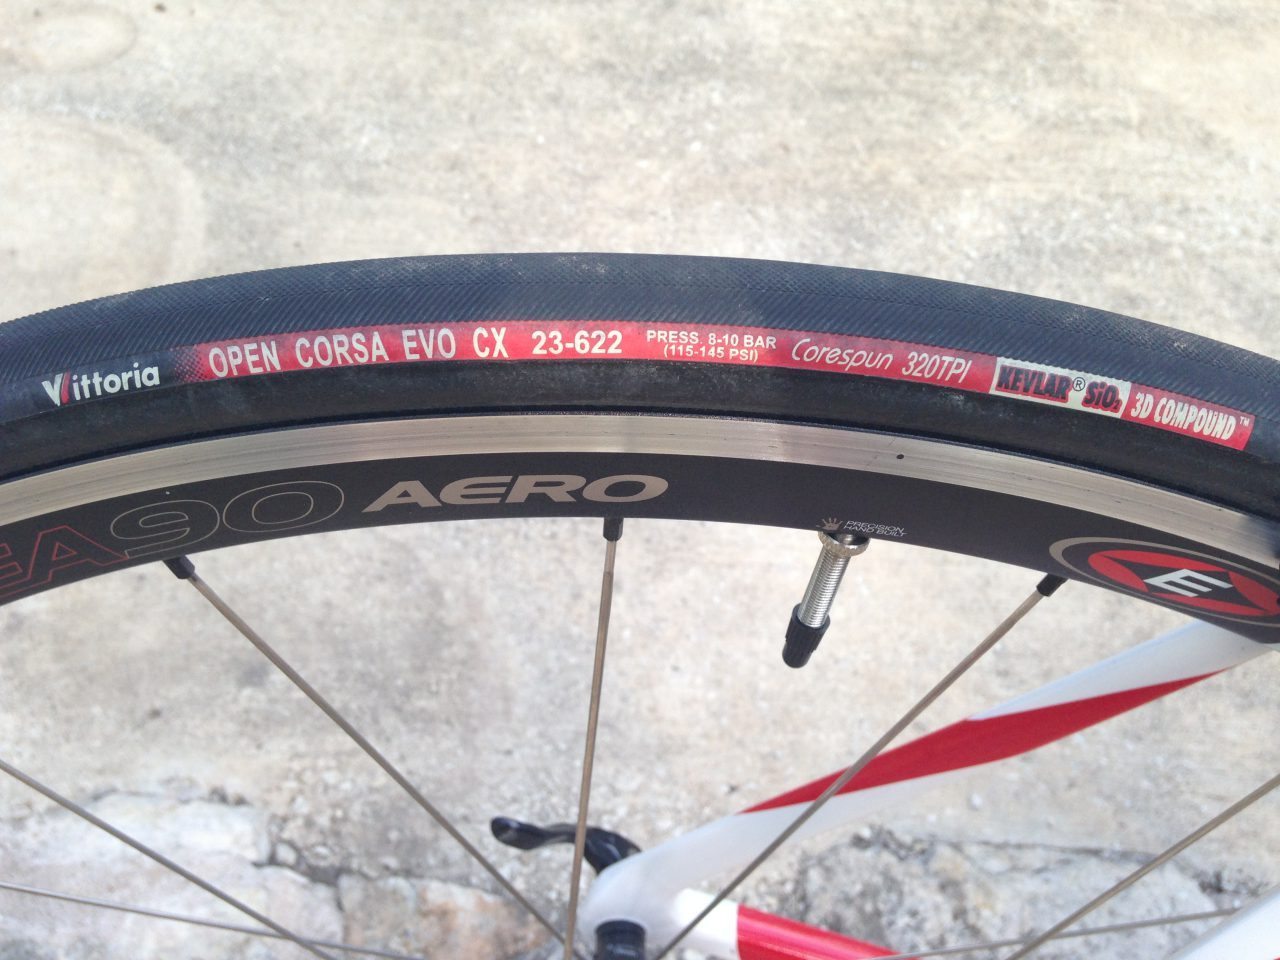 Vittoria OPEN CORSA EVO CX 23-622 PRESS. 8-10 BAR
(115-145 PSI) Corespun 320TPI KEVLAR® SiO₂ 3D COMPOUND™
EA90 AERO
PRECISION
HAND BUILT
E